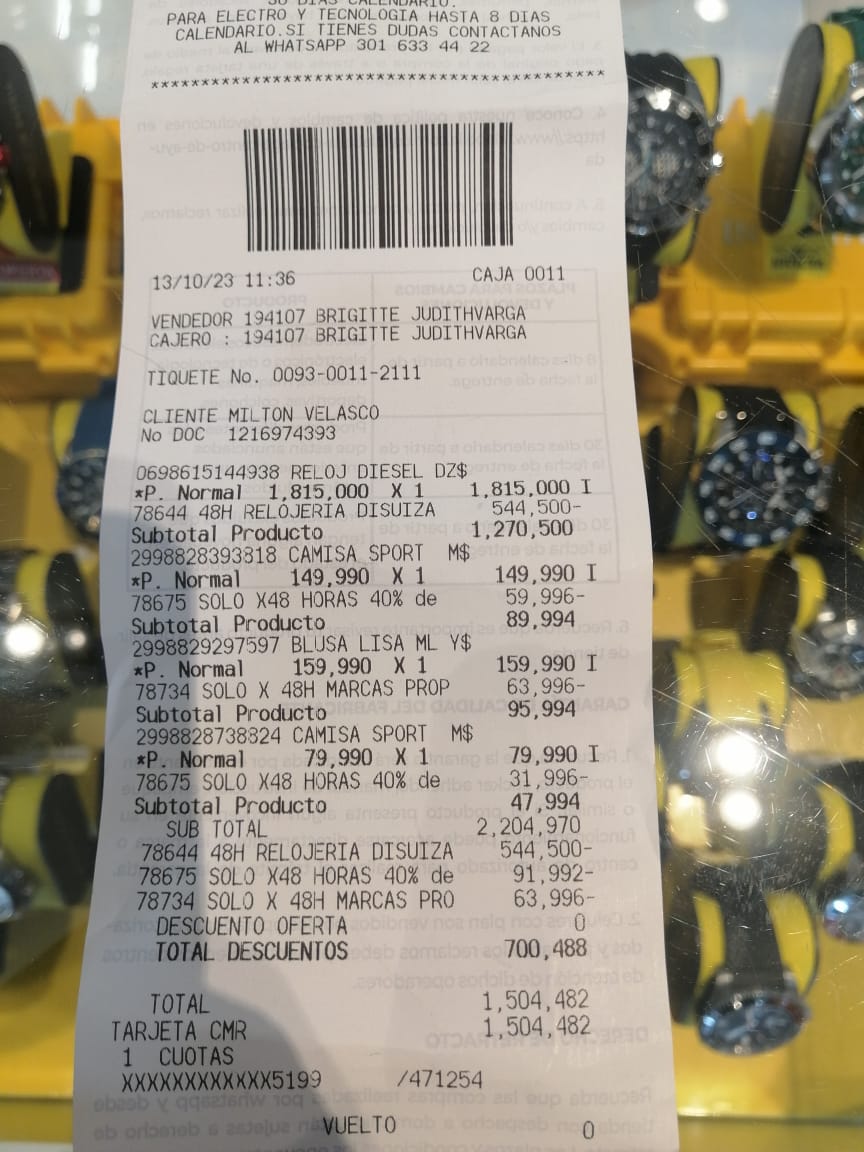 30 DIAS CALENDARIO.
PARA ELECTRO Y TECNOLOGIA HASTA 8 DIAS
CALENDARIO.SI TIENES DUDAS CONTACTANOS
AL WHATSAPP 301 633 44 22
******************************************
13/10/23 11:36 CAJA 0011
VENDEDOR 194107 BRIGITTE JUDITHVARGA
CAJERO : 194107 BRIGITTE JUDITHVARGA
TIQUETE No. 0093-0011-2111
CLIENTE MILTON VELASCO
No DOC 1216974393
0698615144938 RELOJ DIESEL DZ$
*P. Normal 1,815,000 X 1 1,815,000 I
78644 48H RELOJERIA DISUIZA 544,500-
Subtotal Producto 1,270,500
2998828393818 CAMISA SPORT M$
*P. Normal 149,990 X 1 149,990 I
78675 SOLO X48 HORAS 40% de 59,996-
Subtotal Producto 89,994
2998829297597 BLUSA LISA ML Y$
*P. Normal 159,990 X 1 159,990 I
78734 SOLO X 48H MARCAS PROP 63,996-
Subtotal Producto 95,994
2998828738824 CAMISA SPORT M$
*P. Normal 79,990 X 1 79,990 I
78675 SOLO X48 HORAS 40% de 31,996-
Subtotal Producto 47,994
SUB TOTAL 2,204,970
78644 48H RELOJERIA DISUIZA 544,500-
78675 SOLO X48 HORAS 40% de 91,992-
78734 SOLO X 48H MARCAS PRO 63,996-
DESCUENTO OFERTA 0
TOTAL DESCUENTOS 700,488
TOTAL 1,504,482
TARJETA CMR 1,504,482
1 CUOTAS
XXXXXXXXXXXX5199 /471254
VUELTO 0